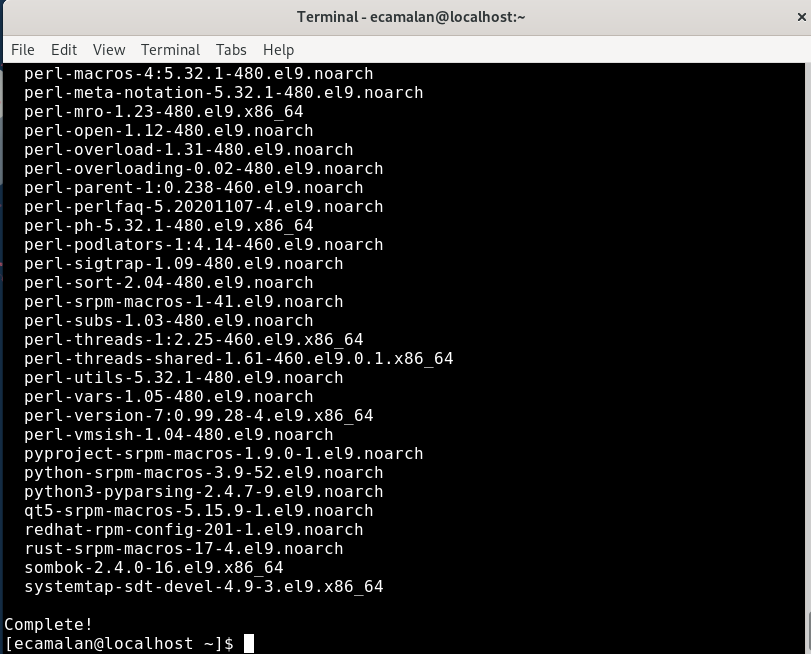 Terminal - ecamalan@localhost:~
File Edit View Terminal Tabs Help
perl-macros-4:5.32.1-480.el9.noarch
perl-meta-notation-5.32.1-480.el9.noarch
perl-mro-1.23-480.el9.x86_64
perl-open-1.12-480.el9.noarch
perl-overload-1.31-480.el9.noarch
perl-overloading-0.02-480.el9.noarch
perl-parent-1:0.238-460.el9.noarch
perl-perlfaq-5.20201107-4.el9.noarch
perl-ph-5.32.1-480.el9.x86_64
perl-podlators-1:4.14-460.el9.noarch
perl-sigtrap-1.09-480.el9.noarch
perl-sort-2.04-480.el9.noarch
perl-srpm-macros-1-41.el9.noarch
perl-subs-1.03-480.el9.noarch
perl-threads-1:2.25-460.el9.x86_64
perl-threads-shared-1.61-460.el9.0.1.x86_64
perl-utils-5.32.1-480.el9.noarch
perl-vars-1.05-480.el9.noarch
perl-version-7:0.99.28-4.el9.x86_64
perl-vmsish-1.04-480.el9.noarch
pyproject-srpm-macros-1.9.0-1.el9.noarch
python-srpm-macros-3.9-52.el9.noarch
python3-pyparsing-2.4.7-9.el9.noarch
qt5-srpm-macros-5.15.9-1.el9.noarch
redhat-rpm-config-201-1.el9.noarch
rust-srpm-macros-17-4.el9.noarch
sombok-2.4.0-16.el9.x86_64
systemtap-sdt-devel-4.9-3.el9.x86_64
Complete!
[ecamalan@localhost ~]$